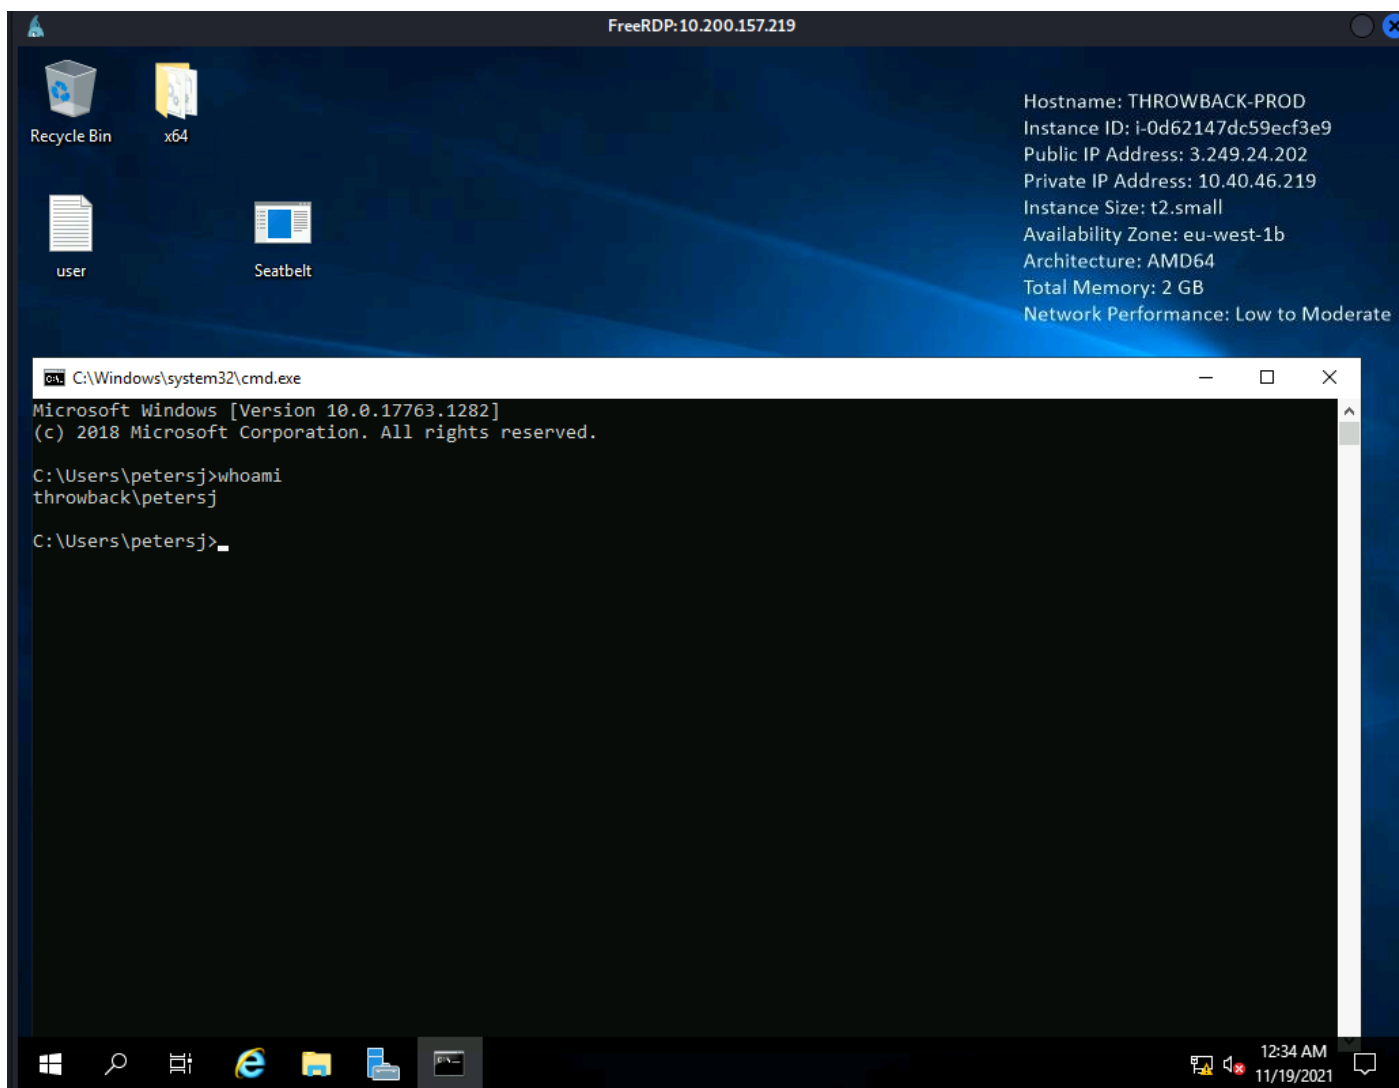 FreeRDP: 10.200.157.219
Recycle Bin
x64
user
Seatbelt
Hostname: THROWBACK-PROD
Instance ID: i-0d62147dc59ecf3e9
Public IP Address: 3.249.24.202
Private IP Address: 10.40.46.219
Instance Size: t2.small
Availability Zone: eu-west-1b
Architecture: AMD64
Total Memory: 2 GB
Network Performance: Low to Moderate
C:\Windows\system32\cmd.exe
Microsoft Windows [Version 10.0.17763.1282]
(c) 2018 Microsoft Corporation. All rights reserved.
C:\Users\petersj>whoami
throwback\petersj
C:\Users\petersj>
12:34 AM
11/19/2021